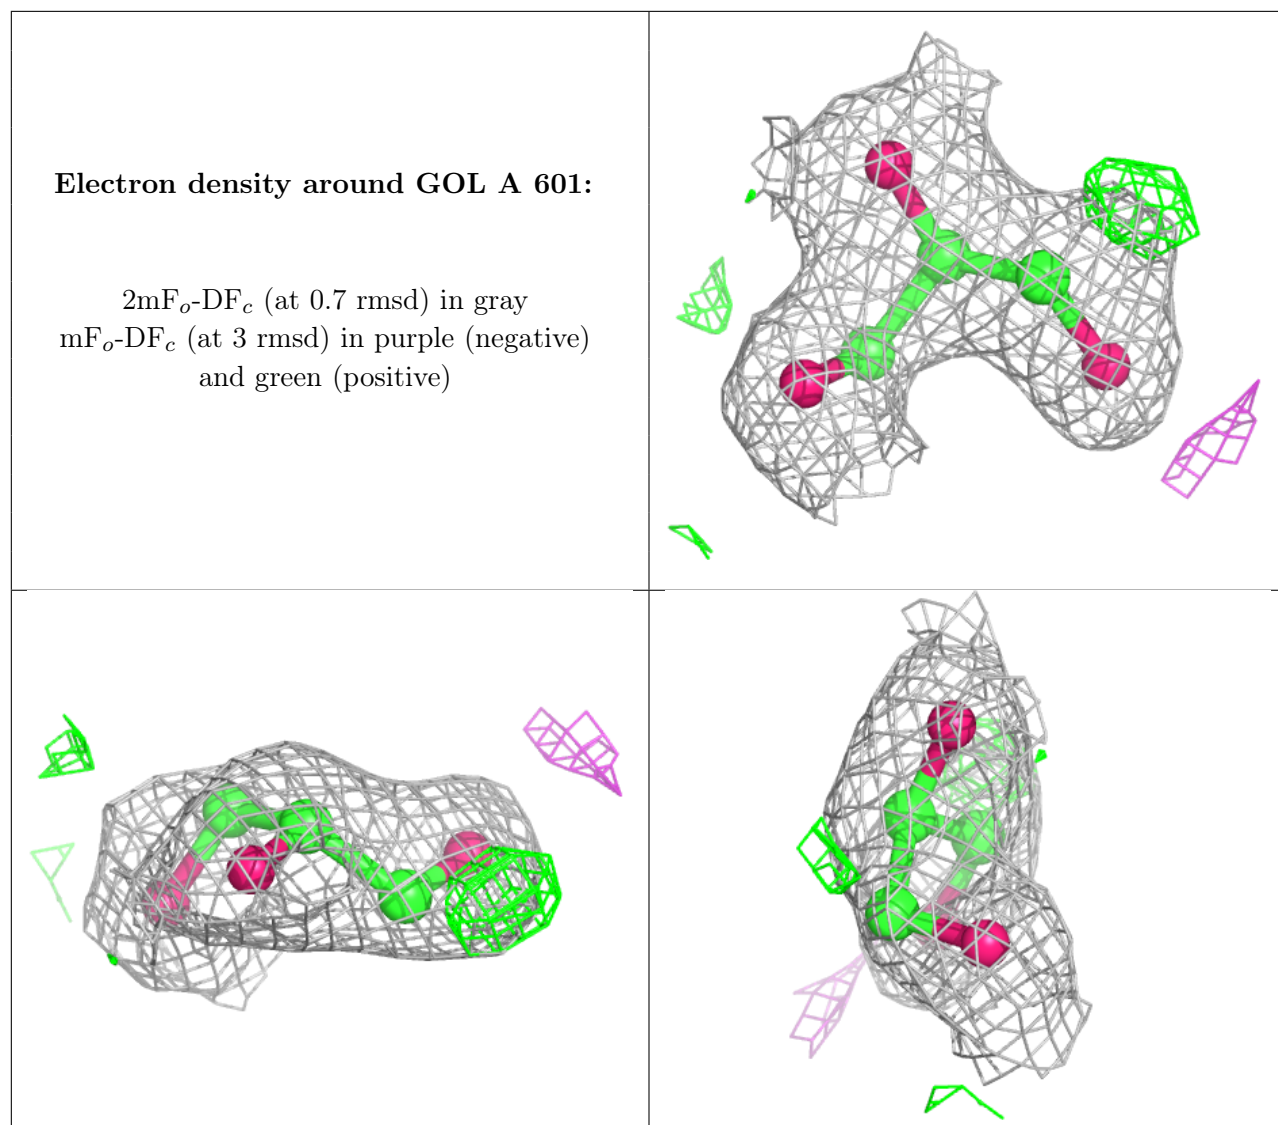 Electron density around GOL A 601:
2mFo-DFc (at 0.7 rmsd) in gray
mFo-DFc (at 3 rmsd) in purple (negative)
and green (positive)